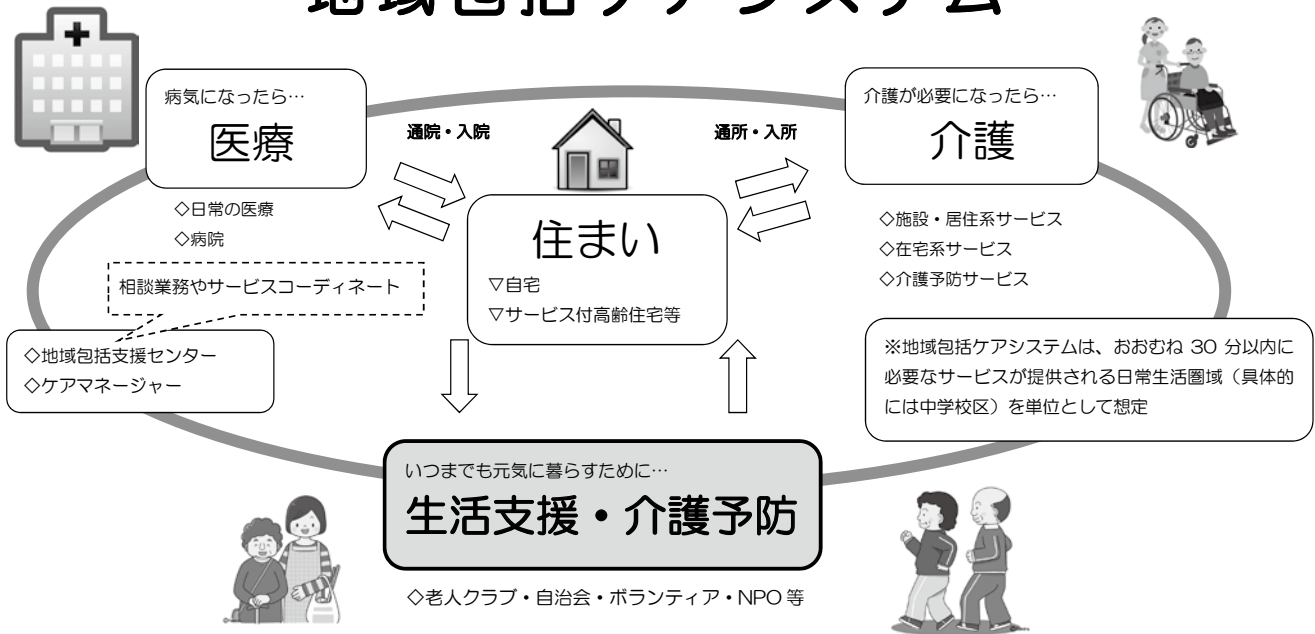 地域包括ケアシステム
病気になったら…
医療
通院・入院
通所・入所
介護が必要になったら…
介護
◇日常の医療
◇病院
住まい
▽自宅
▽サービス付高齢住宅等
◇施設・居住系サービス
◇在宅系サービス
◇介護予防サービス
相談業務やサービスコーディネート
◇地域包括支援センター
◇ケアマネージャー
※地域包括ケアシステムは、おおむね 30 分以内に
必要なサービスが提供される日常生活圏域（具体的
には中学校区）を単位として想定
いつまでも元気に暮らすために…
生活支援・介護予防
◇老人クラブ・自治会・ボランティア・NPO 等